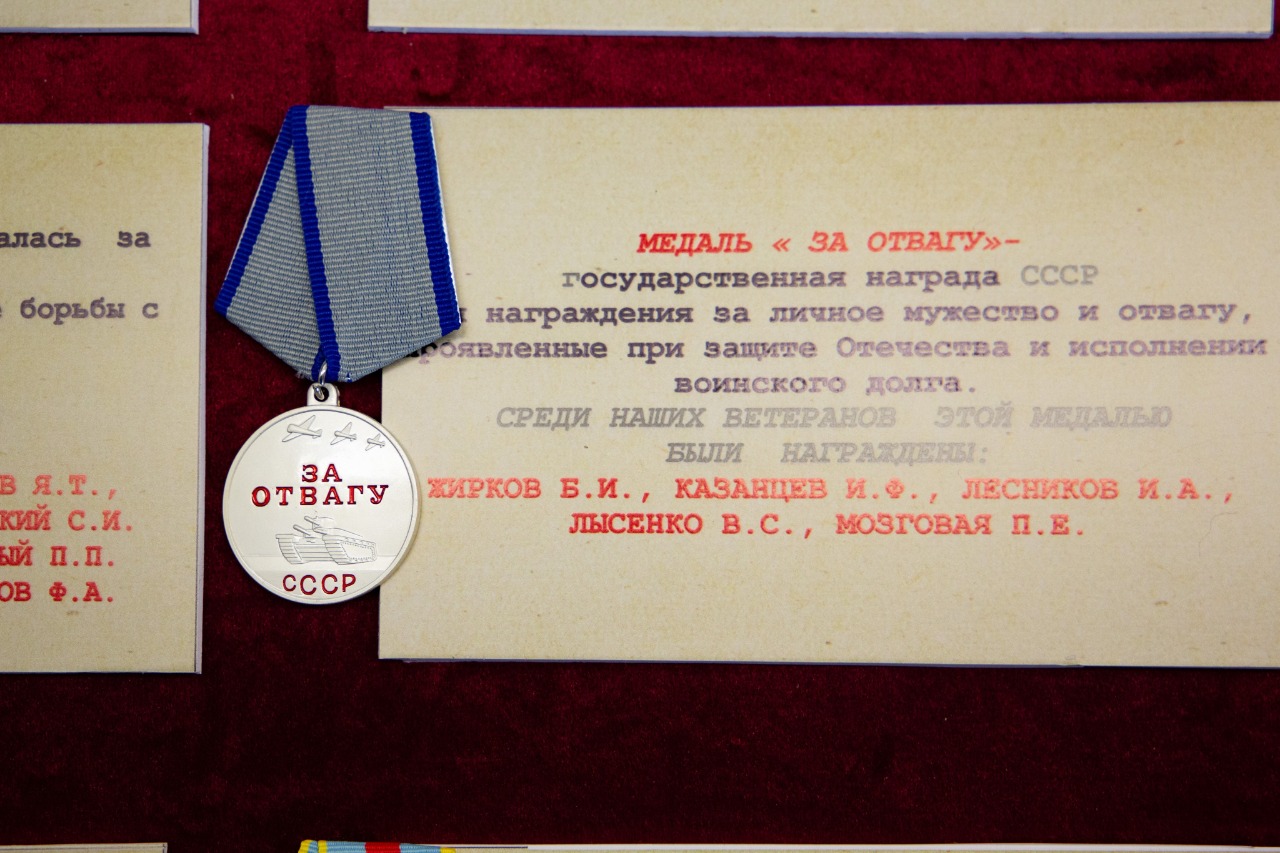 алась за
борьбы с
В Я.Т.,
КИЙ С.И.
ЫЙ П.П.
ОВ Ф.А.
ЗА
ОТВАГУ
СССР
МЕДАЛЬ « ЗА ОТВАГУ»-
государственная награда СССР
награждения за личное мужество и отвагу,
проявленные при защите Отечества и исполнении
воинского долга.
СРЕДИ НАШИХ ВЕТЕРАНОВ ЭТОЙ МЕДАЛЬЮ
БЫЛИ НАГРАЖДЕНЫ:
ЖИРКОВ Б.И., КАЗАНЦЕВ И.Ф., ЛЕСНИКОВ И.А.,
ЛЫСЕНКО В.С., МОЗГОВАЯ П.Е.